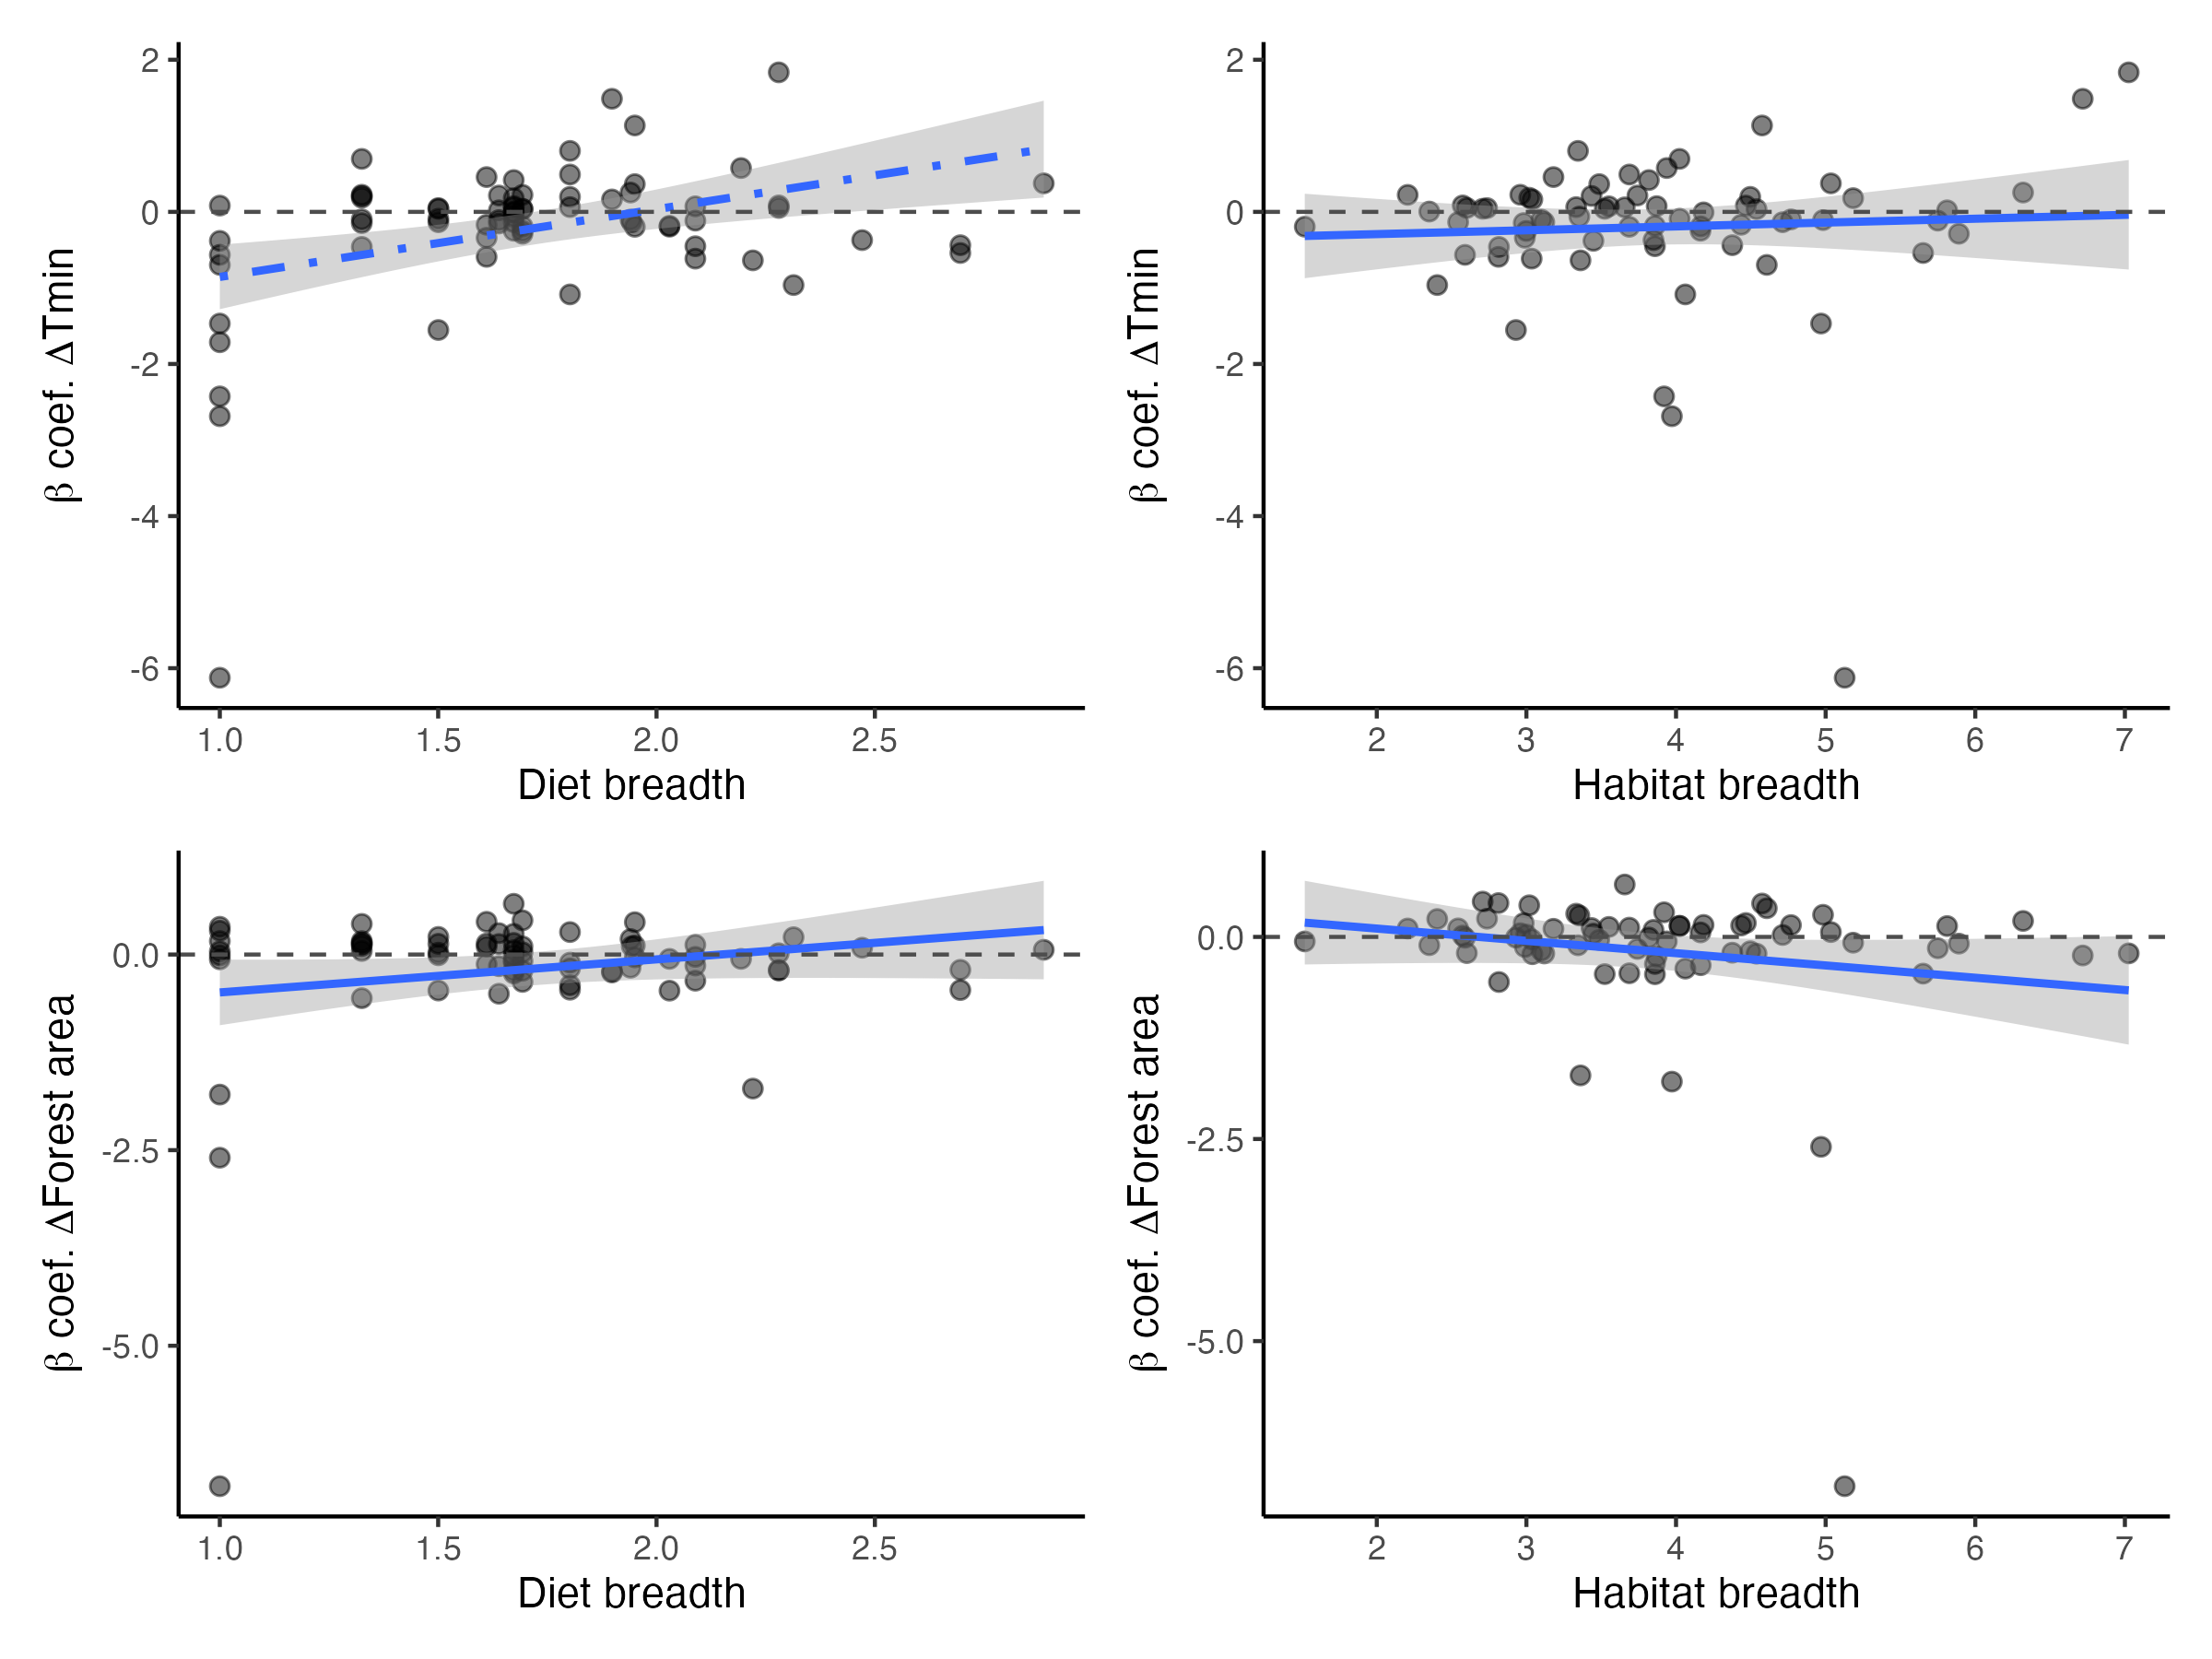 β coef. ΔTmin
2
0
-2
-4
-6
1.0 1.5 2.0 2.5
Diet breadth
β coef. ΔTmin
2
0
-2
-4
-6
2 3 4 5 6 7
Habitat breadth
β coef. ΔForest area
0.0
-2.5
-5.0
1.0 1.5 2.0 2.5
Diet breadth
β coef. ΔForest area
0.0
-2.5
-5.0
2 3 4 5 6 7
Habitat breadth